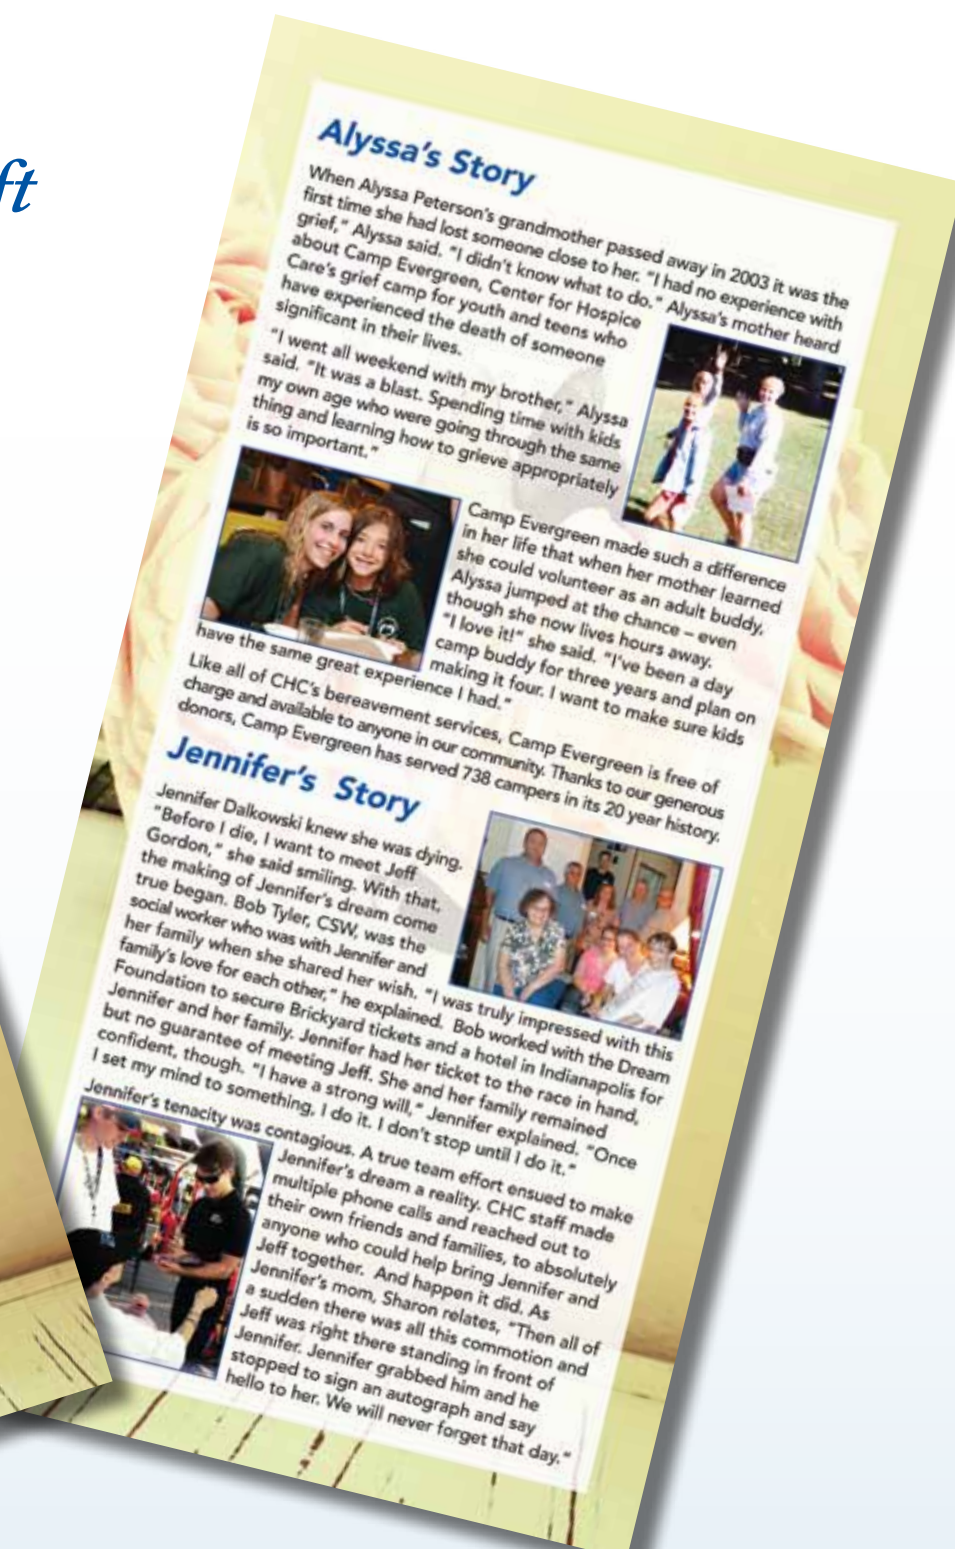 ft
Alyssa's Story
When Alyssa Peterson's grandmother passed away in 2003 it was the
first time she had lost someone close to her. "I had no experience with
grief," Alyssa said. "I didn't know what to do." Alyssa's mother heard
about Camp Evergreen, Center for Hospice
Care's grief camp for youth and teens who
have experienced the death of someone
significant in their lives.
"I went all weekend with my brother," Alyssa
said. "It was a blast. Spending time with kids
my own age who were going through the same
thing and learning how to grieve appropriately
is so important."
Camp Evergreen made such a difference
in her life that when her mother learned
she could volunteer as an adult buddy,
Alyssa jumped at the chance – even
though she now lives hours away.
"I love it!" she said. "I've been a day
camp buddy for three years and plan on
making it four. I want to make sure kids
have the same great experience I had."
Like all of CHC's bereavement services, Camp Evergreen is free of
charge and available to anyone in our community. Thanks to our generous
donors, Camp Evergreen has served 738 campers in its 20 year history.
Jennifer's Story
Jennifer Dalkowski knew she was dying.
"Before I die, I want to meet Jeff
Gordon," she said smiling. With that,
the making of Jennifer's dream come
true began. Bob Tyler, CSW, was the
social worker who was with Jennifer and
her family when she shared her wish. "I was truly impressed with this
family's love for each other," he explained. Bob worked with the Dream
Foundation to secure Brickyard tickets and a hotel in Indianapolis for
Jennifer and her family. Jennifer had her ticket to the race in hand,
but no guarantee of meeting Jeff. She and her family remained
confident, though. "I have a strong will," Jennifer explained. "Once
I set my mind to something, I do it. I don't stop until I do it."
Jennifer's tenacity was contagious. A true team effort ensued to make
Jennifer's dream a reality. CHC staff made
multiple phone calls and reached out to
their own friends and families, to absolutely
anyone who could help bring Jennifer and
Jeff together. And happen it did. As
Jennifer's mom, Sharon relates, "Then all of
a sudden there was all this commotion and
Jeff was right there standing in front of
Jennifer. Jennifer grabbed him and he
stopped to sign an autograph and say
hello to her. We will never forget that day."